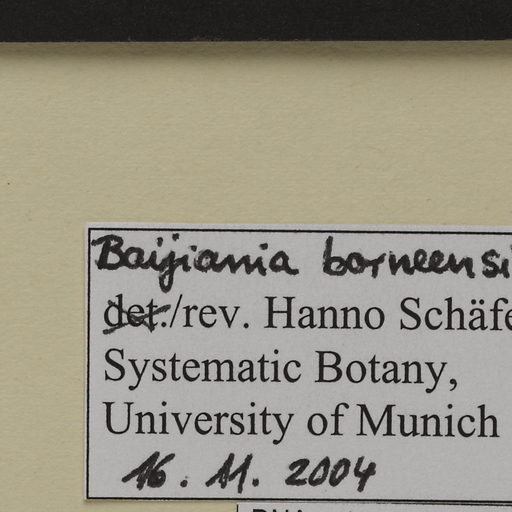 Baijiania borneensi
det./rev. Hanno Schäfe
Systematic Botany,
University of Munich
16. 11. 2004